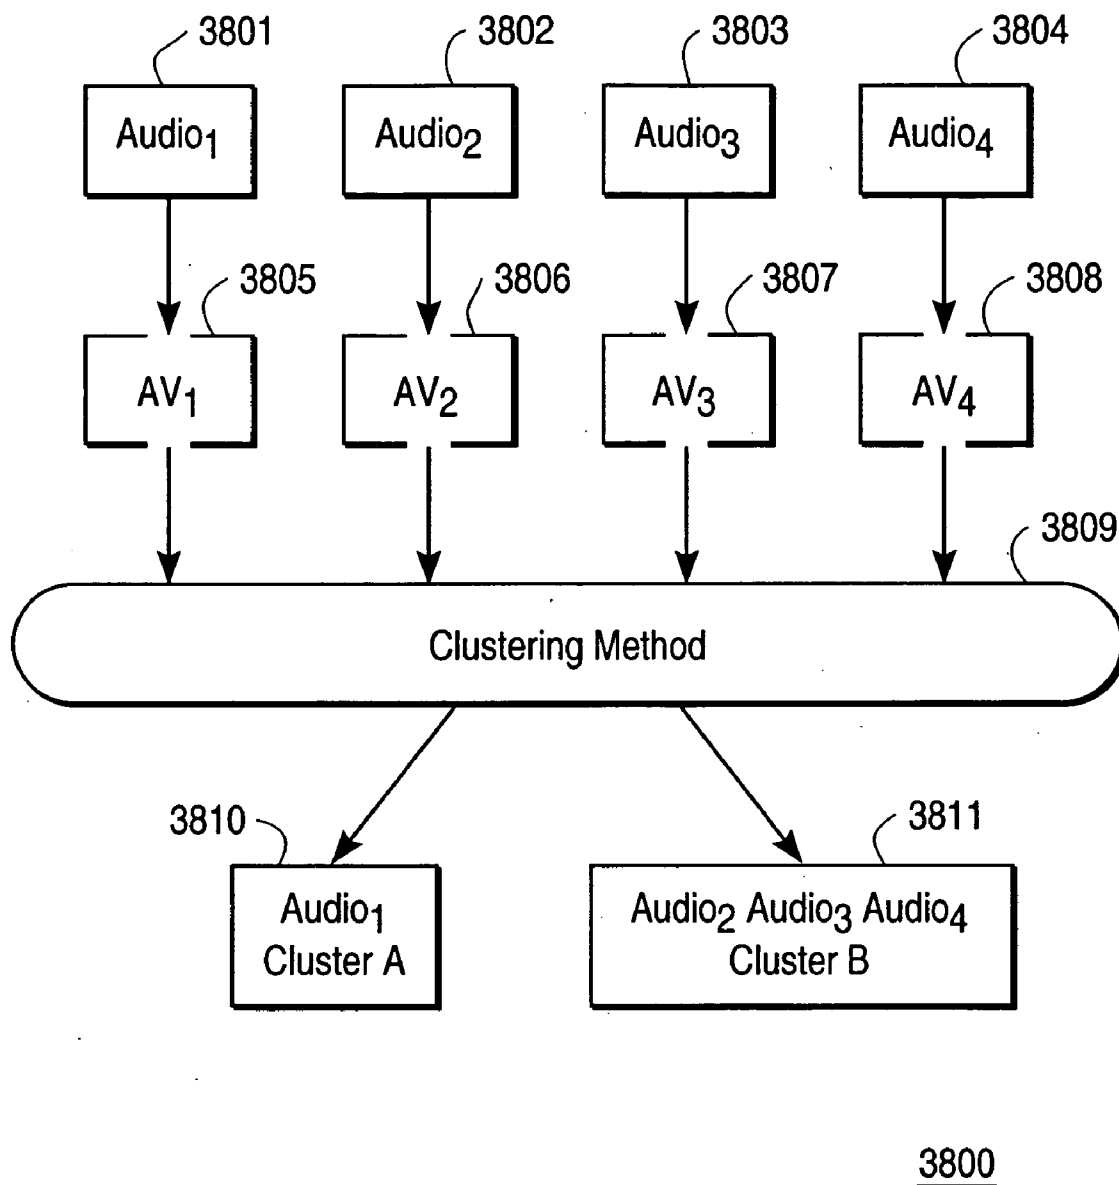 3801 3802 3803 3804
Audio1 Audio2 Audio3 Audio4
3805 3806 3807 3808
AV1 AV2 AV3 AV4
3809
Clustering Method
3810 3811
Audio1 Audio2 Audio3 Audio4
Cluster A Cluster B
3800